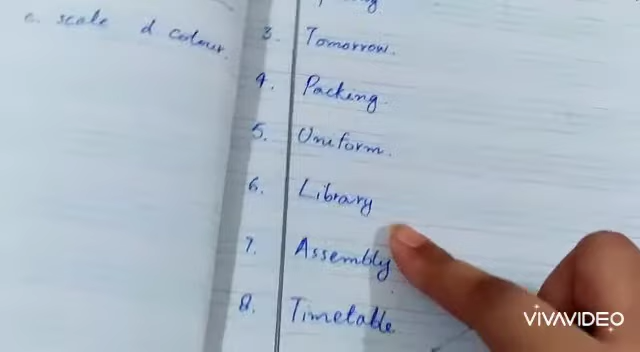 c. scale d colour.
3. Tomorrow.
4. Packing.
5. Uniform.
6. Library
7. Assembly
8. Timetable
VIVAVIDEO